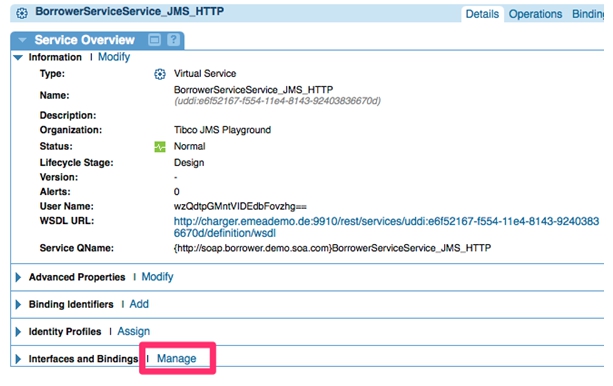 BorrowerServiceService_JMS_HTTP
Details Operations Binding
Service Overview ?
Information | Modify
Type: Virtual Service
Name: BorrowerServiceService_JMS_HTTP
(uddi:e6f52167-f554-11e4-8143-92403836670d)
Description:
Organization: Tibco JMS Playground
Status: Normal
Lifecycle Stage: Design
Version: -
Alerts: 0
User Name: wzQdtpGMntVIDEdbFovzhg==
WSDL URL: http://charger.emeademo.de:9910/rest/services/uddi:e6f52167-f554-11e4-8143-9240383
6670d/definition/wsdl
Service QName: {http://soap.borrower.demo.soa.com}BorrowerServiceService_JMS_HTTP
Advanced Properties | Modify
Binding Identifiers | Add
Identity Profiles | Assign
Interfaces and Bindings | Manage